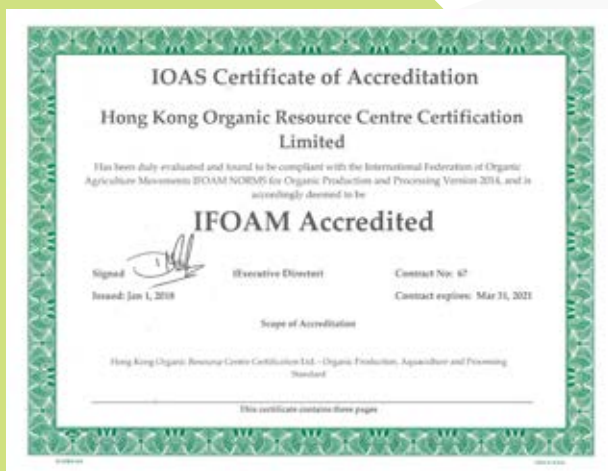 IOAS Certificate of Accreditation
Hong Kong Organic Resource Centre Certification
Limited
Has been duly evaluated and found to be compliant with the International Federation of Organic
Agriculture Movements IFOAM NORMS for Organic Production and Processing Version 2014, and is
accordingly deemed to be
IFOAM Accredited
Signed (Executive Director) Contract No: 67
Issued: Jan 1, 2018 Contract expires: Mar 31, 2021
Scope of Accreditation
Hong Kong Organic Resource Centre Certification Ltd. - Organic Production, Aquaculture and Processing
Standard
This certificate contains three pages